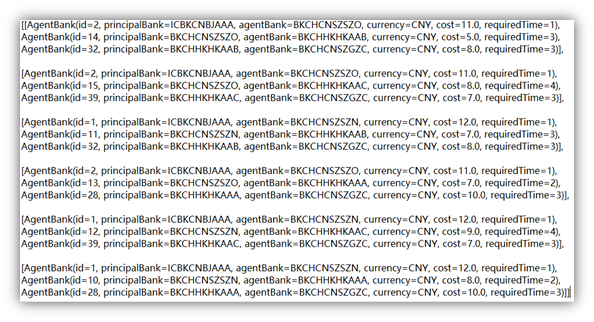 [[AgentBank(id=2, principalBank=ICBKCNBJAAA, agentBank=BKCHCNSZSZO, currency=CNY, cost=11.0, requiredTime=1),
AgentBank(id=14, principalBank=BKCHCNSZSZO, agentBank=BKCHHKHKAAB, currency=CNY, cost=5.0, requiredTime=3),
AgentBank(id=32, principalBank=BKCHHKHKAAB, agentBank=BKCHCNSZGZC, currency=CNY, cost=8.0, requiredTime=3)],
[AgentBank(id=2, principalBank=ICBKCNBJAAA, agentBank=BKCHCNSZSZO, currency=CNY, cost=11.0, requiredTime=1),
AgentBank(id=15, principalBank=BKCHCNSZSZO, agentBank=BKCHHKHKAAC, currency=CNY, cost=8.0, requiredTime=4),
AgentBank(id=39, principalBank=BKCHHKHKAAC, agentBank=BKCHCNSZGZC, currency=CNY, cost=7.0, requiredTime=3)],
[AgentBank(id=1, principalBank=ICBKCNBJAAA, agentBank=BKCHCNSZSZN, currency=CNY, cost=12.0, requiredTime=1),
AgentBank(id=11, principalBank=BKCHCNSZSZN, agentBank=BKCHHKHKAAB, currency=CNY, cost=7.0, requiredTime=3),
AgentBank(id=32, principalBank=BKCHHKHKAAB, agentBank=BKCHCNSZGZC, currency=CNY, cost=8.0, requiredTime=3)],
[AgentBank(id=2, principalBank=ICBKCNBJAAA, agentBank=BKCHCNSZSZO, currency=CNY, cost=11.0, requiredTime=1),
AgentBank(id=13, principalBank=BKCHCNSZSZO, agentBank=BKCHHKHKAAA, currency=CNY, cost=7.0, requiredTime=2),
AgentBank(id=28, principalBank=BKCHHKHKAAA, agentBank=BKCHCNSZGZC, currency=CNY, cost=10.0, requiredTime=3)],
[AgentBank(id=1, principalBank=ICBKCNBJAAA, agentBank=BKCHCNSZSZN, currency=CNY, cost=12.0, requiredTime=1),
AgentBank(id=12, principalBank=BKCHCNSZSZN, agentBank=BKCHHKHKAAC, currency=CNY, cost=9.0, requiredTime=4),
AgentBank(id=39, principalBank=BKCHHKHKAAC, agentBank=BKCHCNSZGZC, currency=CNY, cost=7.0, requiredTime=3)],
[AgentBank(id=1, principalBank=ICBKCNBJAAA, agentBank=BKCHCNSZSZN, currency=CNY, cost=12.0, requiredTime=1),
AgentBank(id=10, principalBank=BKCHCNSZSZN, agentBank=BKCHHKHKAAA, currency=CNY, cost=8.0, requiredTime=2),
AgentBank(id=28, principalBank=BKCHHKHKAAA, agentBank=BKCHCNSZGZC, currency=CNY, cost=10.0, requiredTime=3)]]